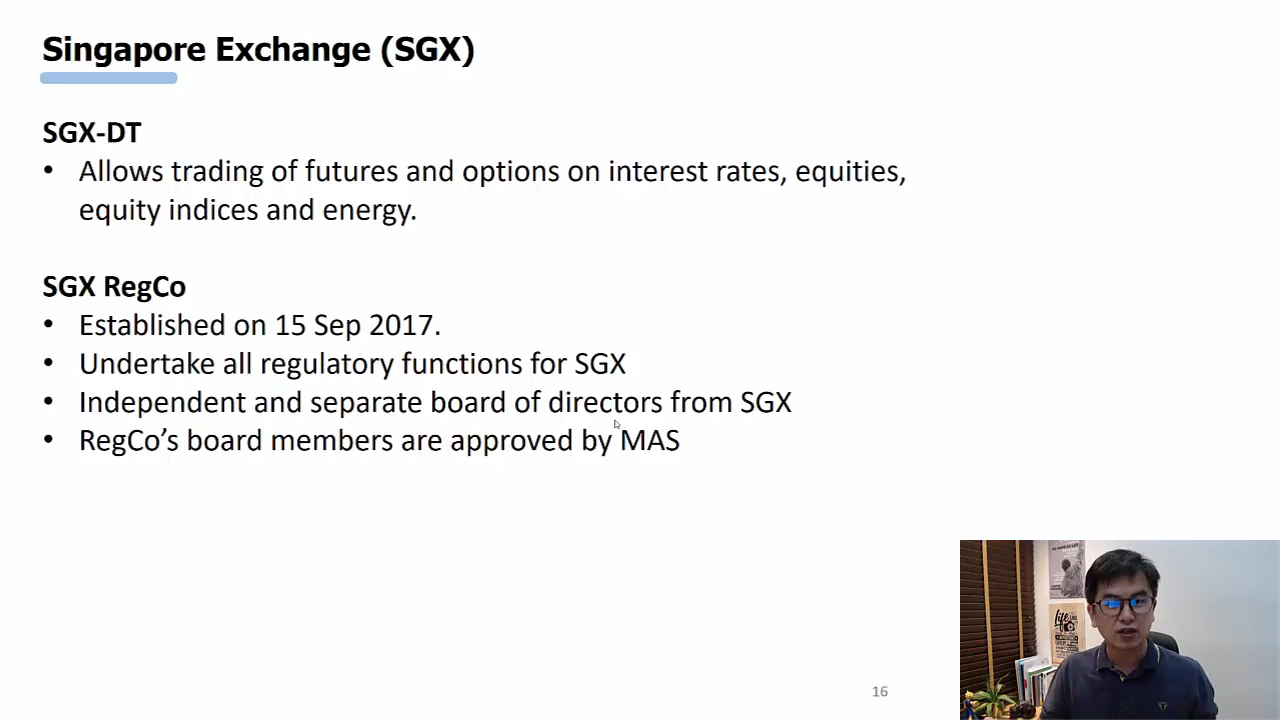 Singapore Exchange (SGX)
SGX-DT
• Allows trading of futures and options on interest rates, equities,
equity indices and energy.
SGX RegCo
• Established on 15 Sep 2017.
• Undertake all regulatory functions for SGX
• Independent and separate board of directors from SGX
• RegCo’s board members are approved by MAS
Life
16